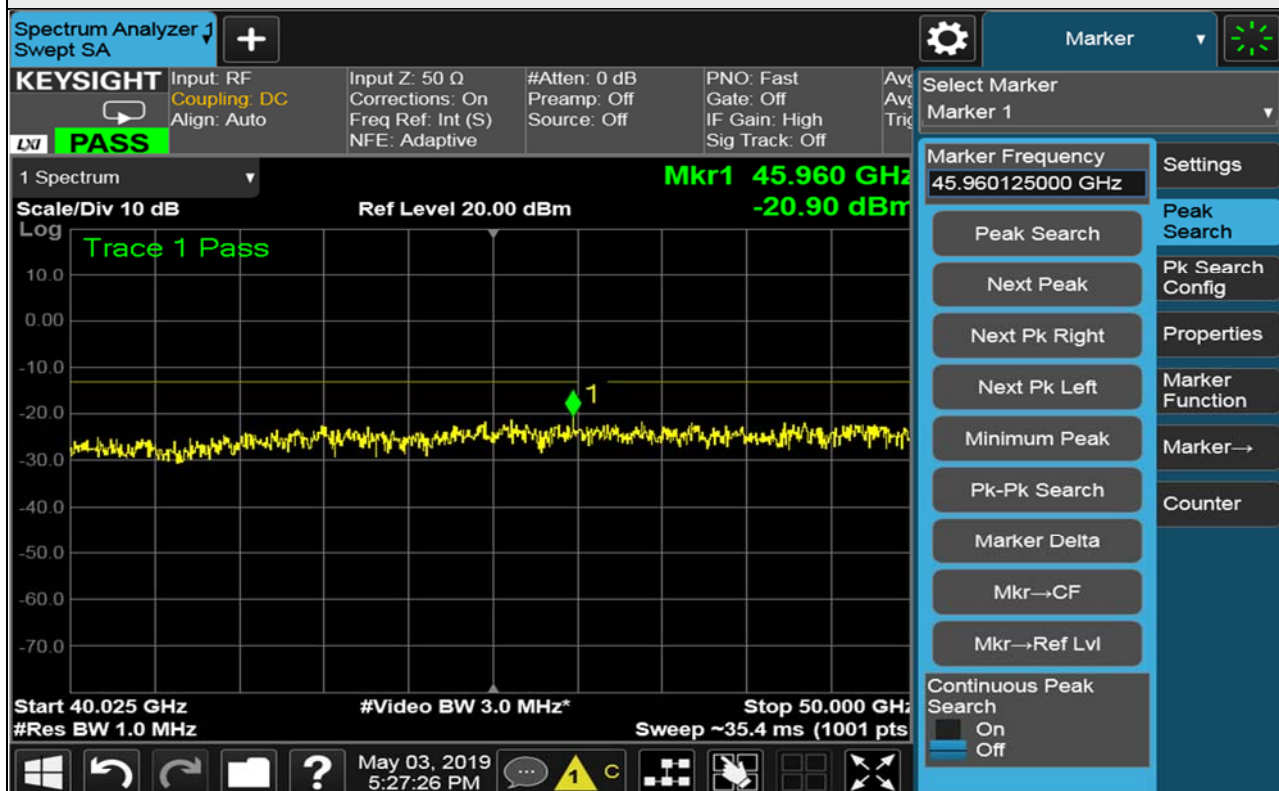 Spectrum Analyzer 1
Swept SA
+
Marker
KEYSIGHT
Input: RF
Coupling: DC
Align: Auto
LXI PASS
Input Z: 50 Ω
Corrections: On
Freq Ref: Int (S)
NFE: Adaptive
#Atten: 0 dB
Preamp: Off
Source: Off
PNO: Fast
Gate: Off
IF Gain: High
Sig Track: Off
Avg
Avg
Trig
Select Marker
Marker 1
1 Spectrum
Mkr1 45.960 GHz
-20.90 dBm
Scale/Div 10 dB
Ref Level 20.00 dBm
Log
Trace 1 Pass
10.0
0.00
-10.0
-20.0
-30.0
-40.0
-50.0
-60.0
-70.0
1
Start 40.025 GHz
#Video BW 3.0 MHz*
Stop 50.000 GHz
#Res BW 1.0 MHz
Sweep ~35.4 ms (1001 pts
Marker Frequency
45.960125000 GHz
Peak Search
Next Peak
Next Pk Right
Next Pk Left
Minimum Peak
Pk-Pk Search
Marker Delta
Mkr→CF
Mkr→Ref Lvl
Continuous Peak
Search
On
Off
Settings
Peak
Search
Pk Search
Config
Properties
Marker
Function
Marker→
Counter
?
May 03, 2019
5:27:26 PM
1
C